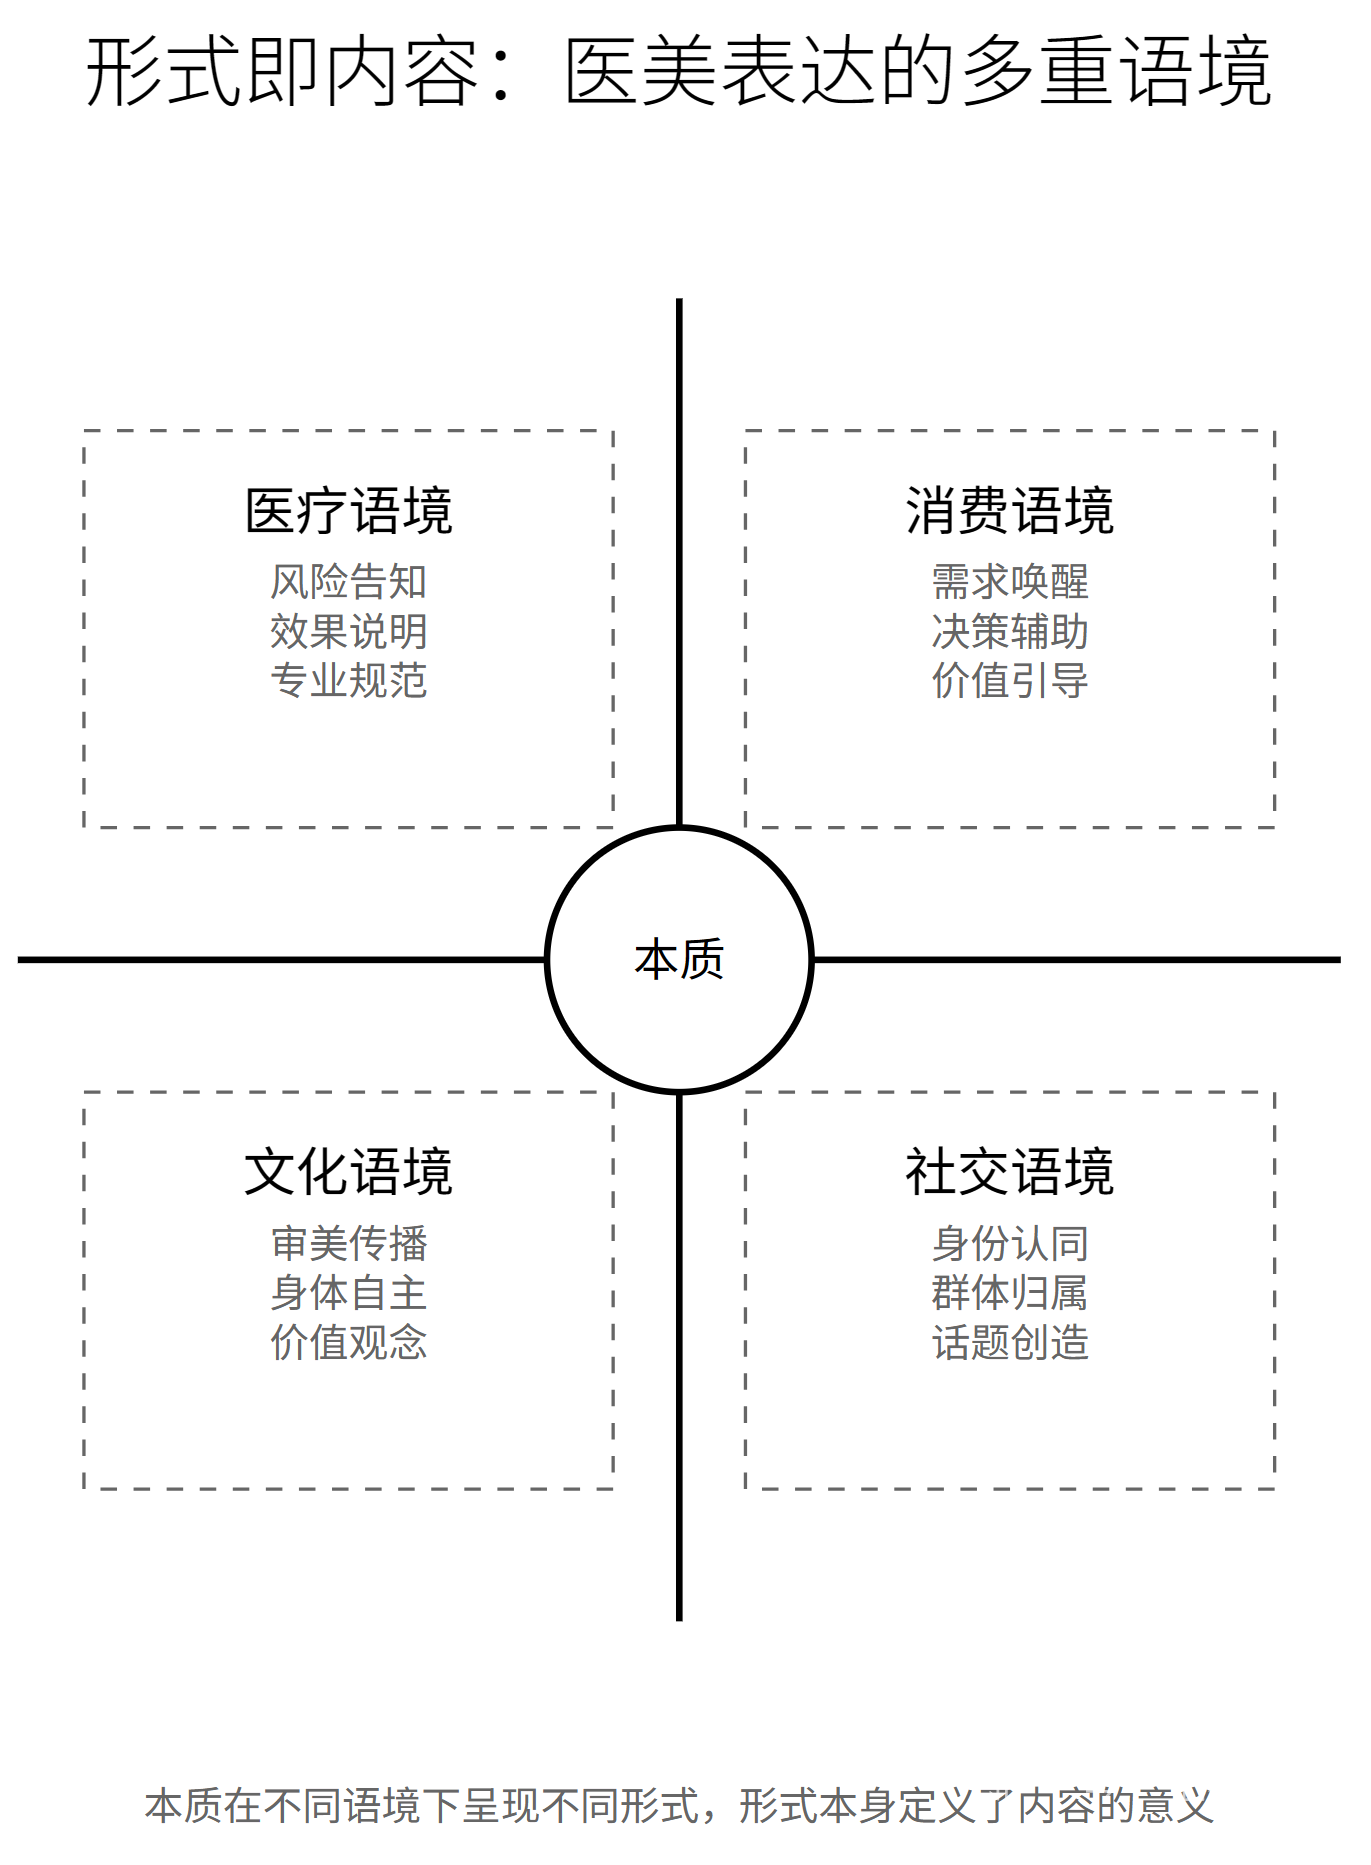 形式即内容：医美表达的多重语境
医疗语境
风险告知
效果说明
专业规范
消费语境
需求唤醒
决策辅助
价值引导
本质
文化语境
审美传播
身体自主
价值观念
社交语境
身份认同
群体归属
话题创造
本质在不同语境下呈现不同形式，形式本身定义了内容的意义